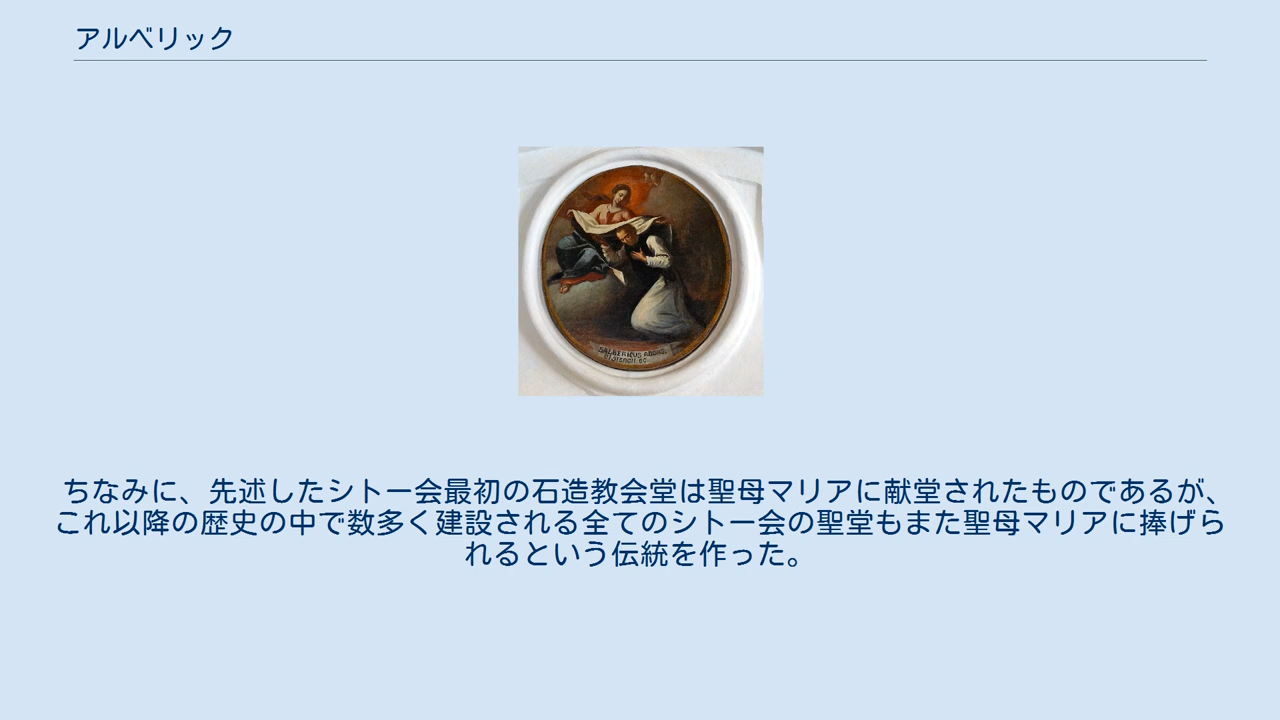 アルベリック
S.ALBERICUS ABBAS
ちなみに、先述したシトー会最初の石造教会堂は聖母マリアに献堂されたものであるが、
これ以降の歴史の中で数多く建設される全てのシトー会の聖堂もまた聖母マリアに捧げら
れるという伝統を作った。